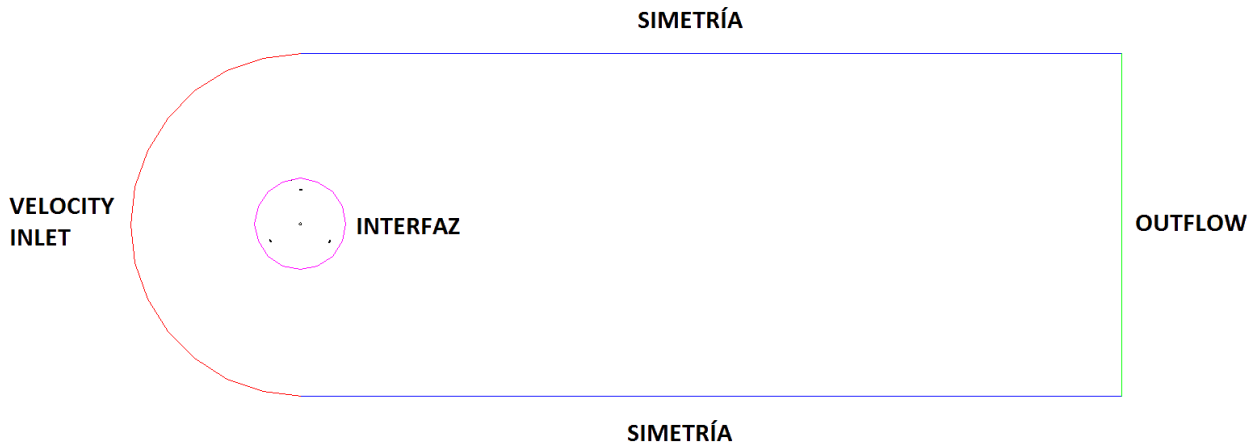 SIMETRÍA
VELOCITY
INLET
INTERFAZ
OUTFLOW
SIMETRÍA